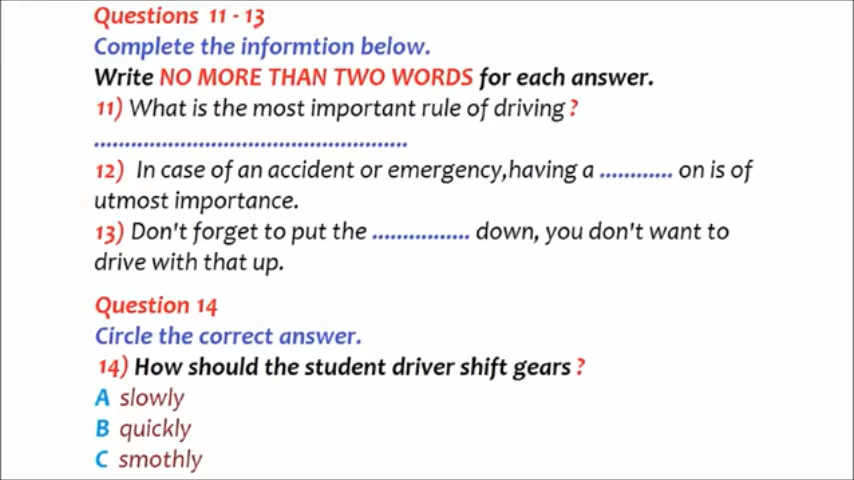 Questions 11 - 13
Complete the informtion below.
Write NO MORE THAN TWO WORDS for each answer.
11) What is the most important rule of driving ?
....................................................
12) In case of an accident or emergency,having a ............ on is of
utmost importance.
13) Don't forget to put the ................ down, you don't want to
drive with that up.
Question 14
Circle the correct answer.
14) How should the student driver shift gears ?
A slowly
B quickly
C smothly